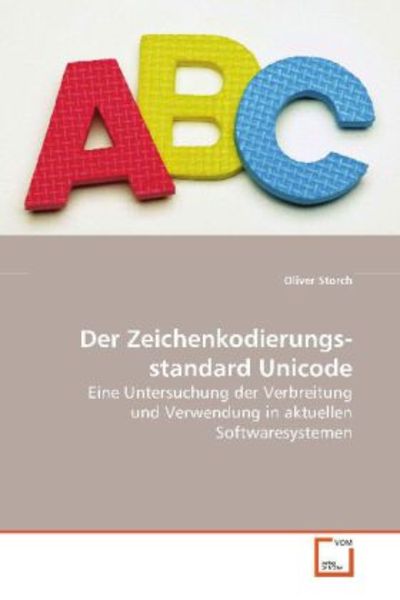 ABC
Oliver Storch
Der Zeichenkodierungs-
standard Unicode
Eine Untersuchung der Verbreitung
und Verwendung in aktuellen
Softwaresystemen
VDM